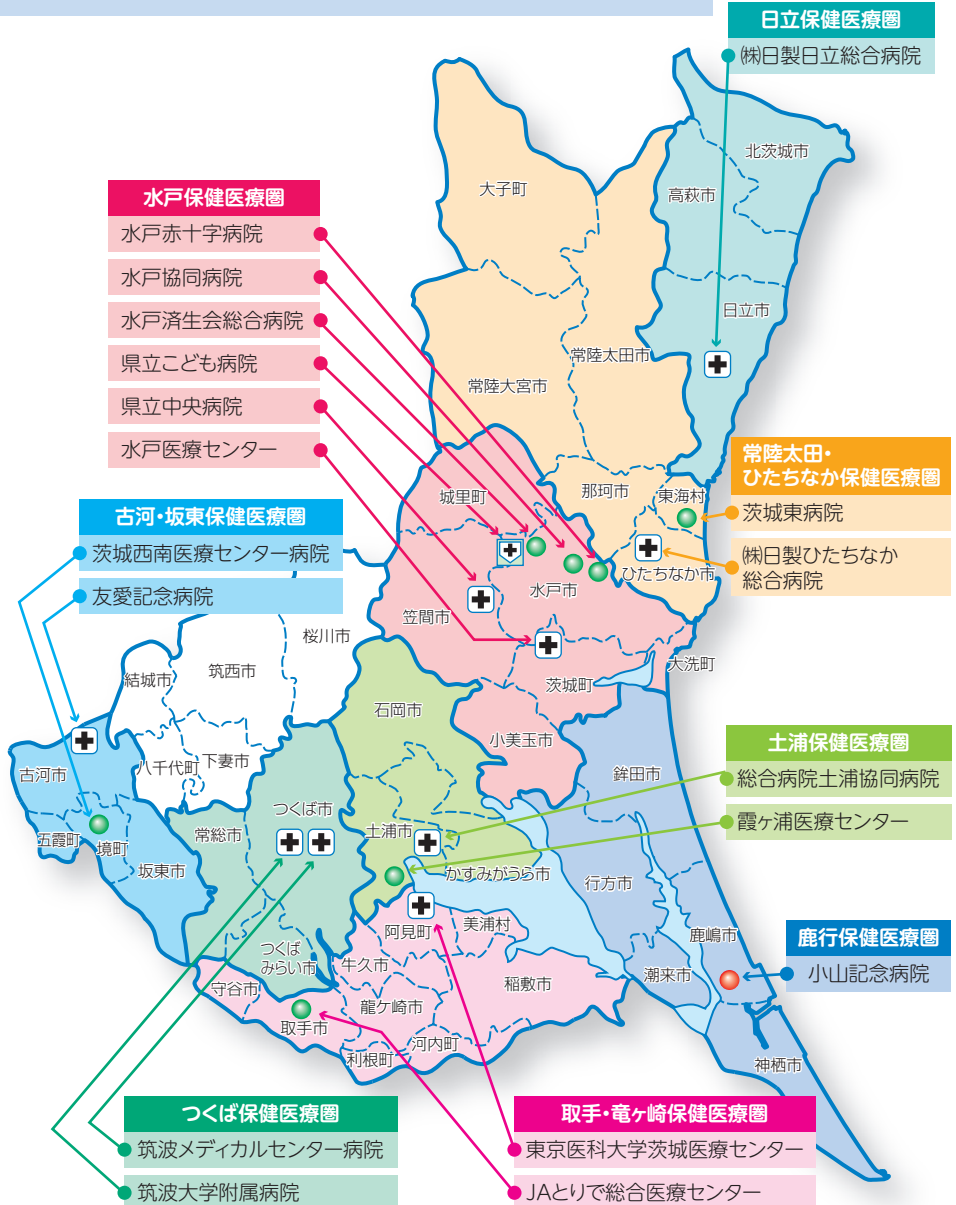 日立保健医療圏
㈱日製日立総合病院
北茨城市
高萩市
大子町
日立市
常陸太田市
常陸大宮市
水戸保健医療圏
水戸赤十字病院
水戸協同病院
水戸済生会総合病院
県立こども病院
県立中央病院
水戸医療センター
常陸太田・
ひたちなか保健医療圏
茨城東病院
㈱日製ひたちなか
総合病院
那珂市
東海村
ひたちなか市
城里町
水戸市
笠間市
大洗町
茨城町
小美玉市
古河・坂東保健医療圏
茨城西南医療センター病院
友愛記念病院
桜川市
筑西市
結城市
八千代町
下妻市
古河市
五霞町
境町
坂東市
石岡市
土浦市
かすみがうら市
つくば市
常総市
つくば
みらい市
土浦保健医療圏
総合病院土浦協同病院
霞ヶ浦医療センター
鉾田市
行方市
鹿嶋市
潮来市
神栖市
鹿行保健医療圏
小山記念病院
阿見町
美浦村
牛久市
稲敷市
守谷市
龍ケ崎市
取手市
利根町
河内町
つくば保健医療圏
筑波メディカルセンター病院
筑波大学附属病院
取手・竜ヶ崎保健医療圏
東京医科大学茨城医療センター
JAとりで総合医療センター